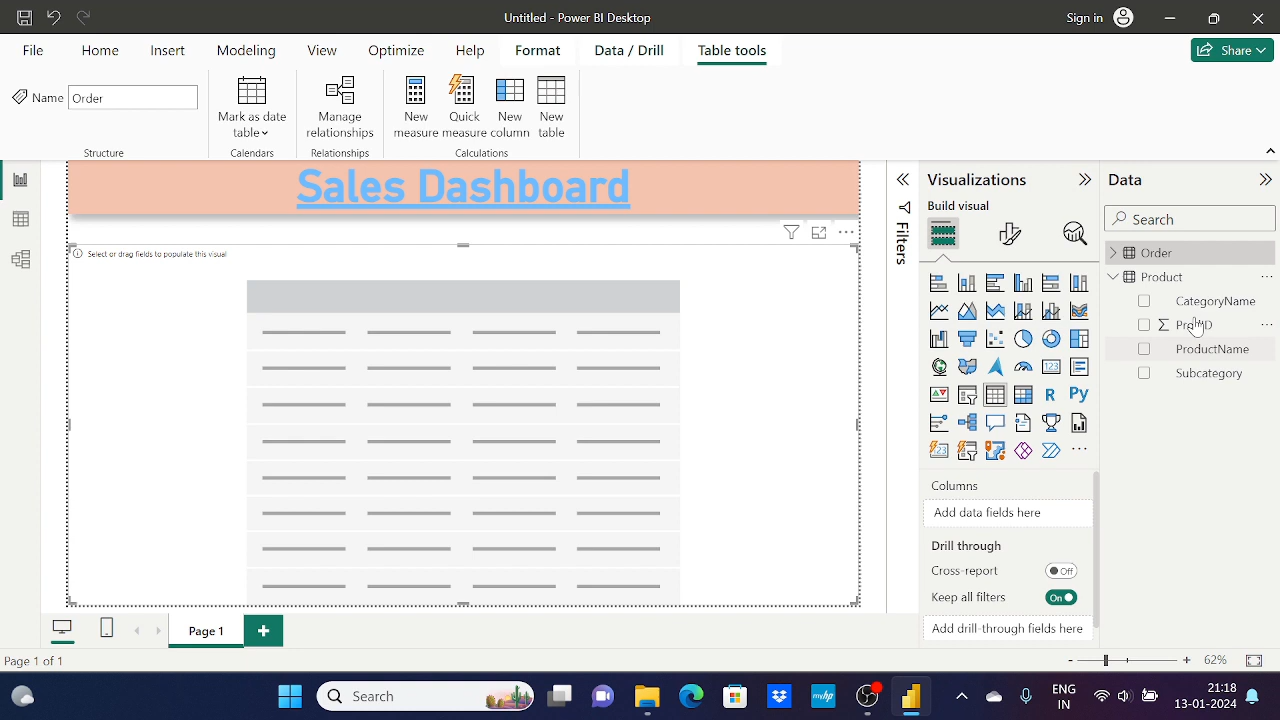 Untitled - Power BI Desktop
Sign in
File Home Insert Modeling View Optimize Help Format Data / Drill Table tools
Share
Name Order
Mark as date table
Manage relationships
New measure
Quick measure
New column
New table
Structure
Calendars
Relationships
Calculations
Sales Dashboard
Select or drag fields to populate this visual
Filters
Visualizations
Build visual
123
R
Py
123
Columns
Add data fields here
Drill through
Cross-report
Off
Keep all filters
On
Add drill-through fields here
Data
Search
Order
Product
CategoryName
ProductName
Subcategory
Page 1
Page 1 of 1
62%
Search
myhp
ENG
IN
21:18
13-01-2024